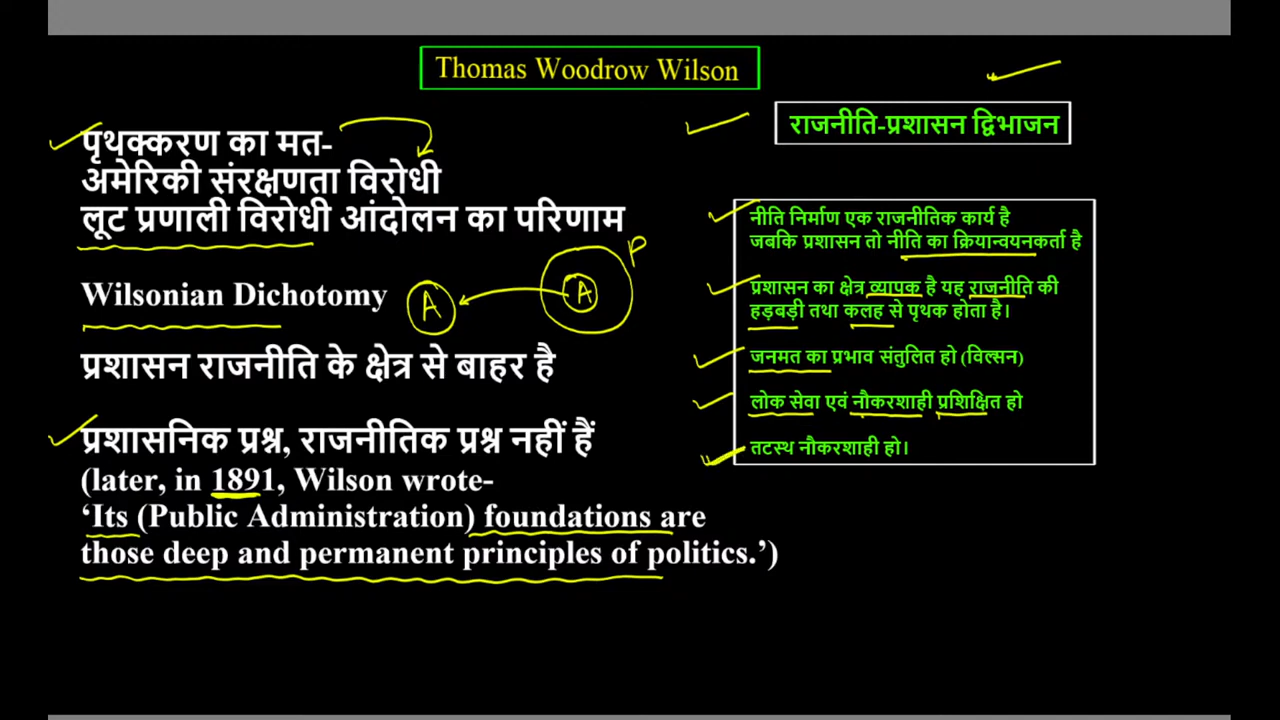 Thomas Woodrow Wilson
पृथक्करण का मत-
अमेरिकी संरक्षणता विरोधी
लूट प्रणाली विरोधी आंदोलन का परिणाम
P
Wilsonian Dichotomy
A
A
प्रशासन राजनीति के क्षेत्र से बाहर है
प्रशासनिक प्रश्न, राजनीतिक प्रश्न नहीं हैं
(later, in 1891, Wilson wrote-
‘Its (Public Administration) foundations are
those deep and permanent principles of politics.’)
राजनीति-प्रशासन द्विभाजन
नीति निर्माण एक राजनीतिक कार्य है
जबकि प्रशासन तो नीति का क्रियान्वयनकर्ता है
प्रशासन का क्षेत्र व्यापक है यह राजनीति की
हड़बड़ी तथा कलह से पृथक होता है।
जनमत का प्रभाव संतुलित हो (विल्सन)
लोक सेवा एवं नौकरशाही प्रशिक्षित हो
तटस्थ नौकरशाही हो।